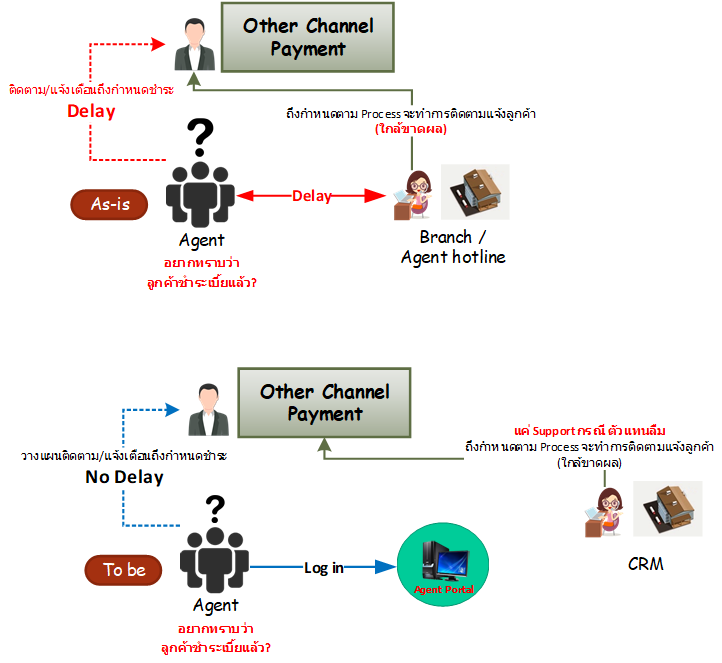 Other Channel
Payment
ติดตาม/แจ้งเตือนถึงกำหนดชำระ
Delay
ถึงกำหนดตาม Process จะทำการติดตามแจ้งลูกค้า
(ใกล้ขาดผล)
?
As-is
Delay
Agent
อยากทราบว่า
ลูกค้าชำระเบี้ยแล้ว?
Branch /
Agent hotline
Other Channel
Payment
แค่ Support กรณี ตัวแทนลืม
ถึงกำหนดตาม Process จะทำการติดตามแจ้งลูกค้า
(ใกล้ขาดผล)
วางแผนติดตาม/แจ้งเตือนถึงกำหนดชำระ
No Delay
?
To be
Log in
Agent Portal
CRM
Agent
อยากทราบว่า
ลูกค้าชำระเบี้ยแล้ว?